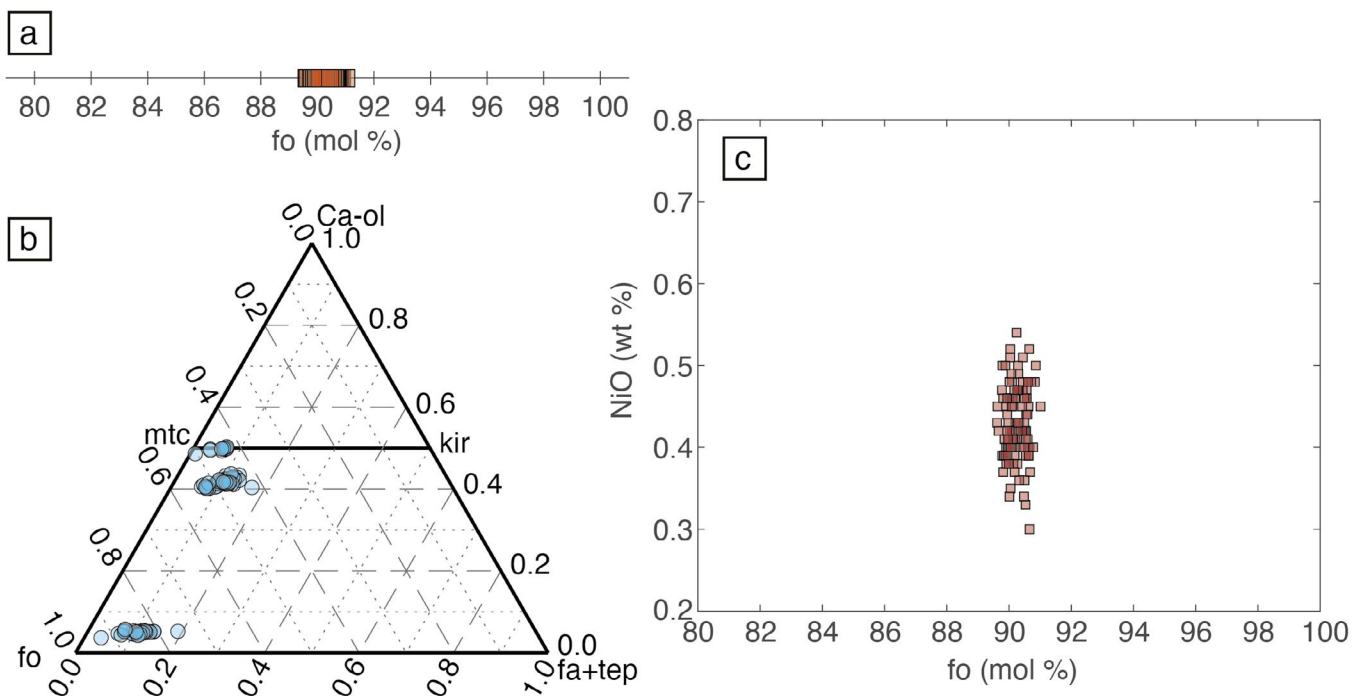 a
80 82 84 86 88 90 92 94 96 98 100
fo (mol %)
b
Ca-ol
0.0 1.0
0.2 0.8
0.4 0.6
mtc kir
0.6 0.4
0.8 0.2
1.0 0.0
fo fa+tep
0.0 0.2 0.4 0.6 1.0
c
0.8
0.7
0.6
0.5
0.4
0.3
0.2
NiO (wt %)
80 82 84 86 88 90 92 94 96 98 100
fo (mol %)